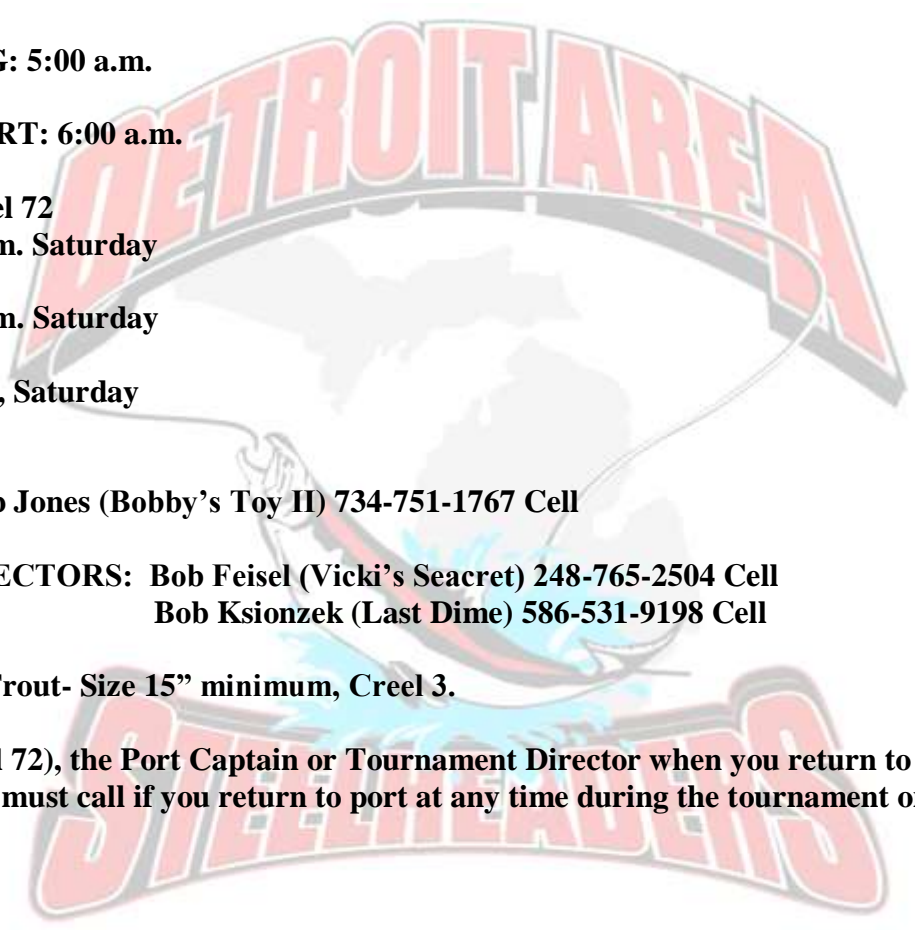 G: 5:00 a.m.
RT: 6:00 a.m.
el 72
m. Saturday
m. Saturday
, Saturday
Jones (Bobby’s Toy II) 734-751-1767 Cell
ECTORS: Bob Feisel (Vicki’s Seacret) 248-765-2504 Cell
Bob Ksionzek (Last Dime) 586-531-9198 Cell
Trout- Size 15” minimum, Creel 3.
l 72), the Port Captain or Tournament Director when you return to
must call if you return to port at any time during the tournament o
DETROIT AREA
STEELHEADERS